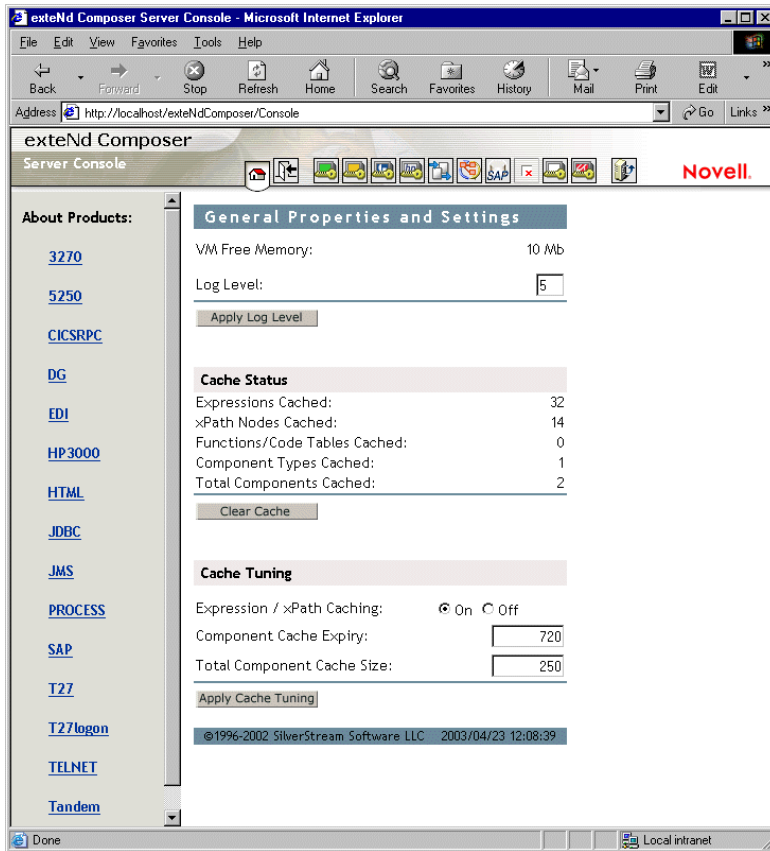 exteNd Composer Server Console - Microsoft Internet Explorer
File Edit View Favorites Tools Help
Back Forward Stop Refresh Home Search Favorites History Mail Print Edit
Address http://localhost/exteNdComposer/Console Go Links »
exteNd Composer
Server Console
SAP
Novell.
About Products:
3270
5250
CICSRPC
DG
EDI
HP3000
HTML
JDBC
JMS
PROCESS
SAP
T27
T27logon
TELNET
Tandem
General Properties and Settings
VM Free Memory: 10 Mb
Log Level: 5
Apply Log Level
Cache Status
Expressions Cached: 32
xPath Nodes Cached: 14
Functions/Code Tables Cached: 0
Component Types Cached: 1
Total Components Cached: 2
Clear Cache
Cache Tuning
Expression / xPath Caching: On Off
Component Cache Expiry: 720
Total Component Cache Size: 250
Apply Cache Tuning
©1996-2002 SilverStream Software LLC 2003/04/23 12:08:39
Done Local intranet